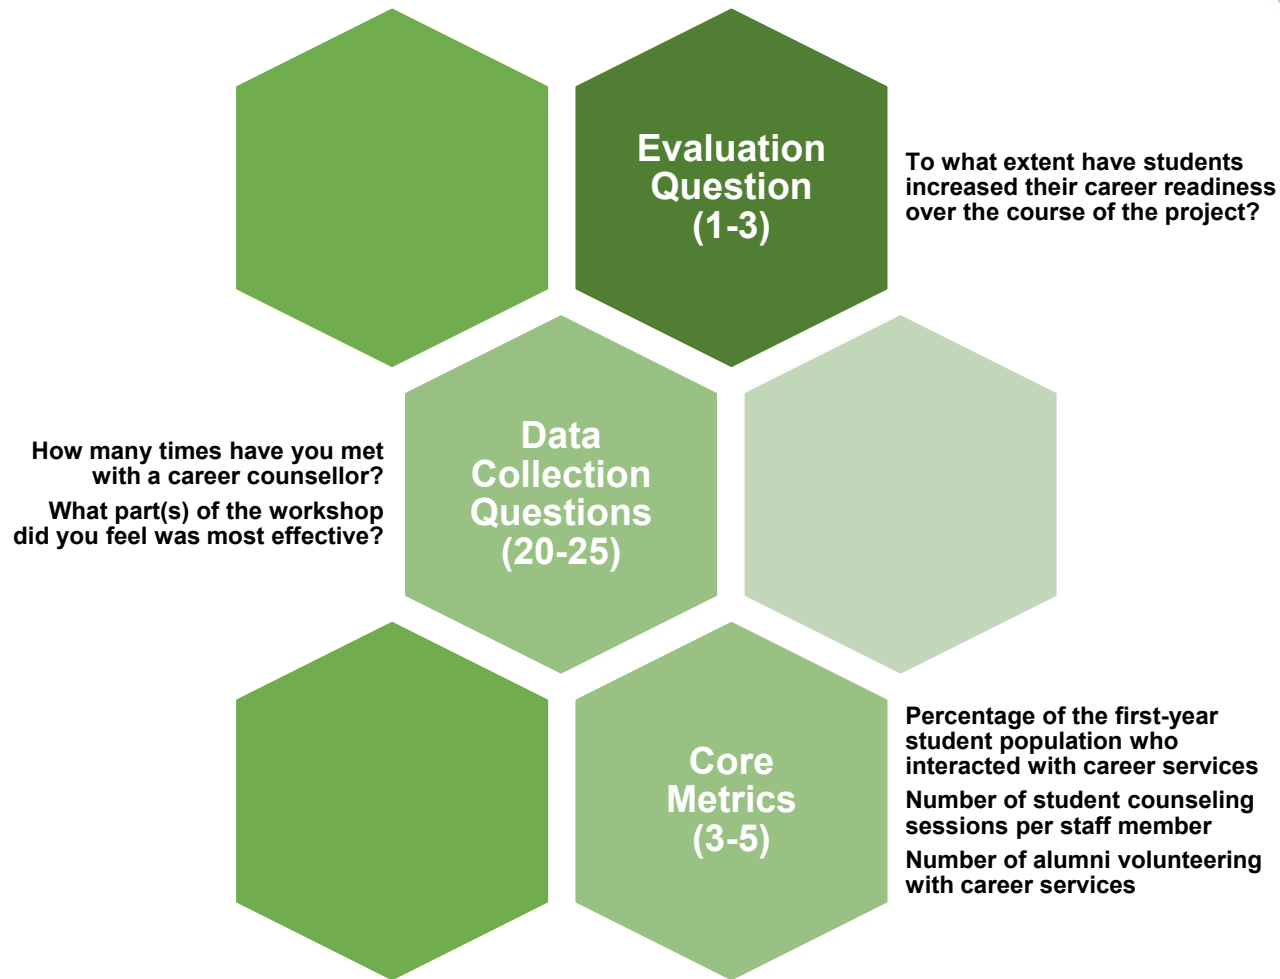 Evaluation
Question
(1-3)
To what extent have students
increased their career readiness
over the course of the project?
How many times have you met
with a career counsellor?
What part(s) of the workshop
did you feel was most effective?
Data
Collection
Questions
(20-25)
Core
Metrics
(3-5)
Percentage of the first-year
student population who
interacted with career services
Number of student counseling
sessions per staff member
Number of alumni volunteering
with career services